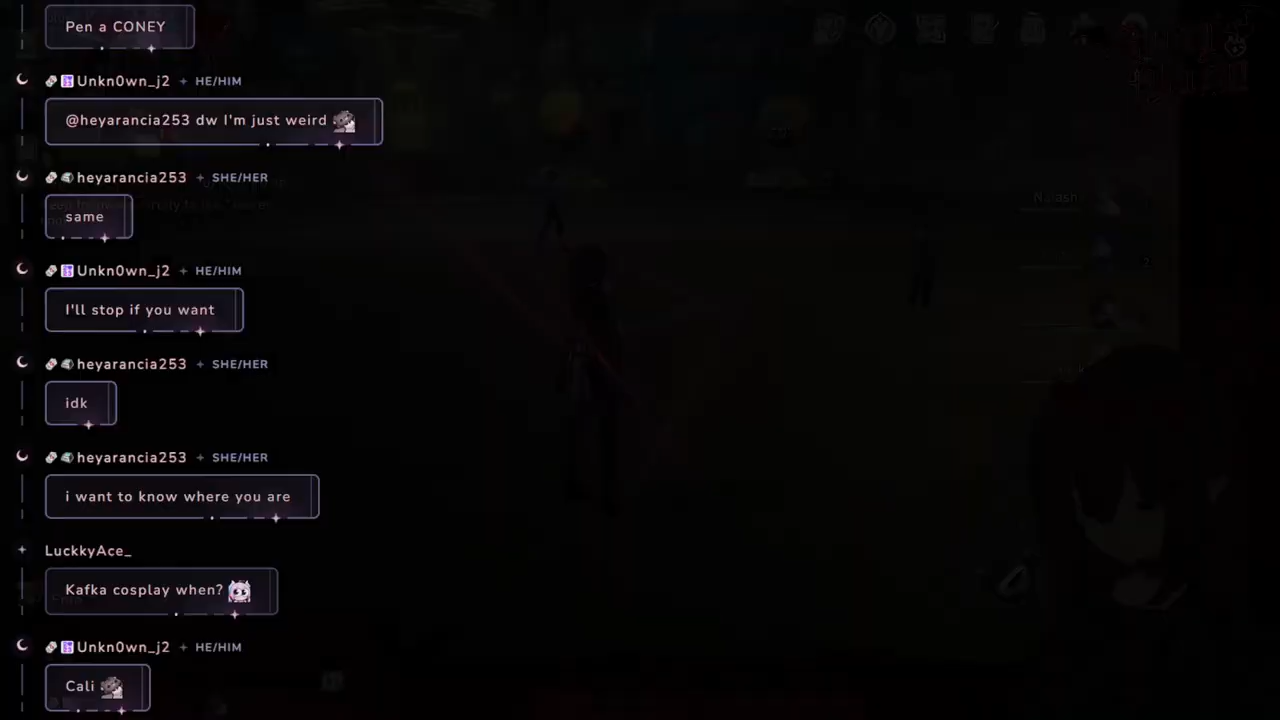 Pen a CONEY
Unkn0wn_j2 + HE/HIM
@heyarancia253 dw I'm just weird
heyarancia253 + SHE/HER
same
Unkn0wn_j2 + HE/HIM
I'll stop if you want
heyarancia253 + SHE/HER
idk
heyarancia253 + SHE/HER
i want to know where you are
LuckkyAce_
Kafka cosplay when?
Unkn0wn_j2 + HE/HIM
Cali